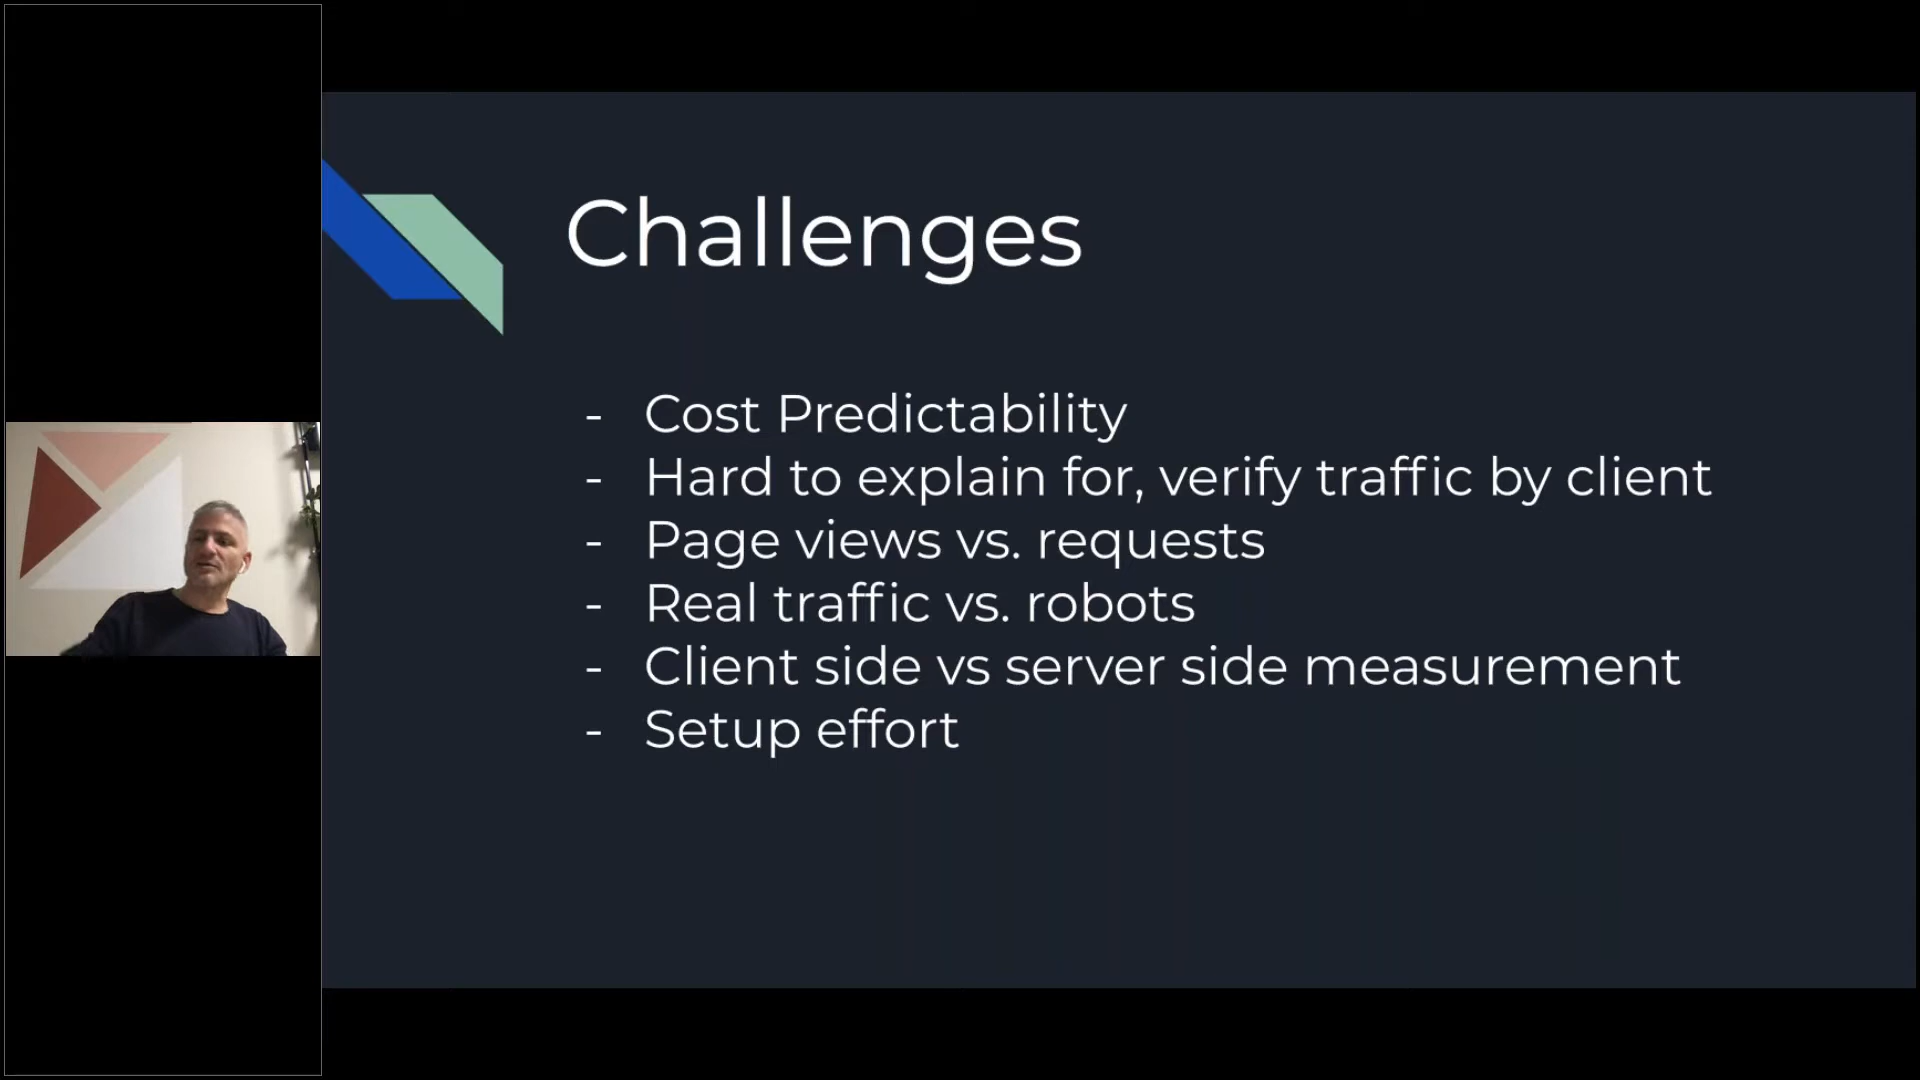 Challenges
- Cost Predictability
- Hard to explain for, verify traffic by client
- Page views vs. requests
- Real traffic vs. robots
- Client side vs server side measurement
- Setup effort